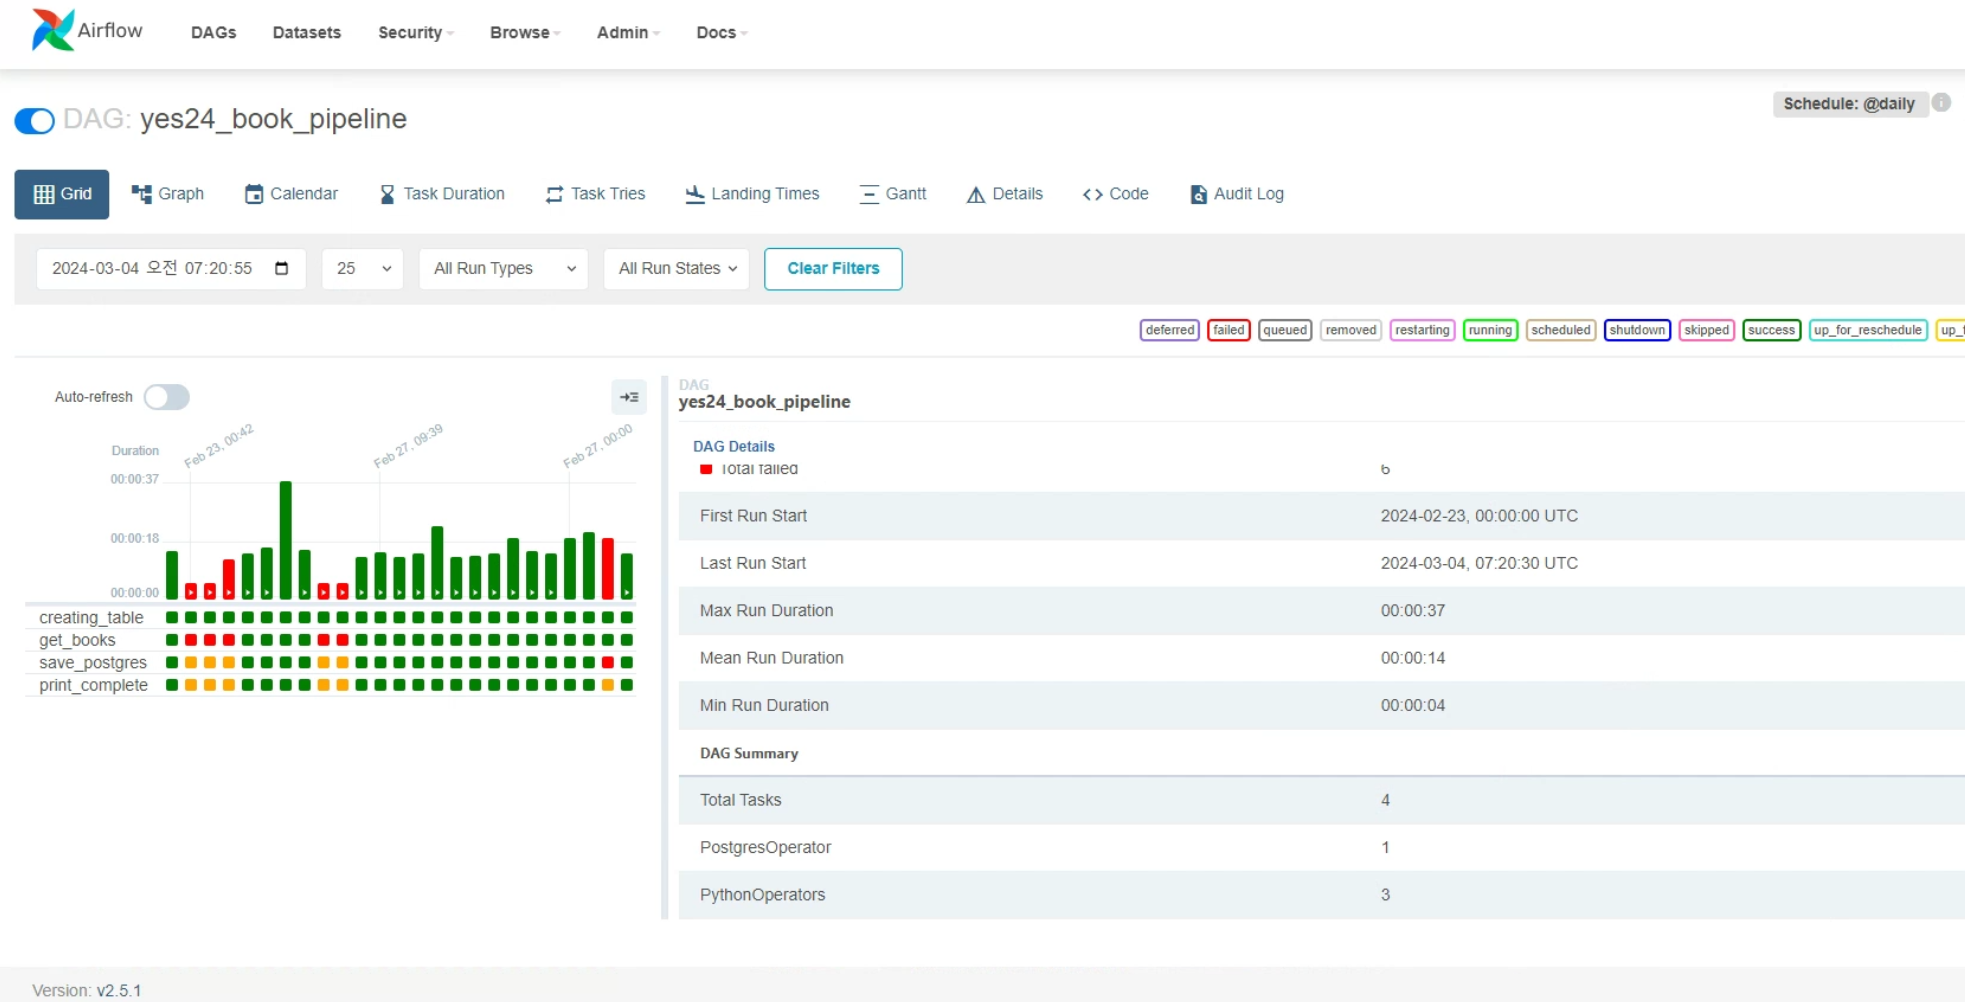 Airflow DAGs Datasets Security Browse Admin Docs
DAG: yes24_book_pipeline
Schedule: @daily
Grid Graph Calendar Task Duration Task Tries Landing Times Gantt Details Code Audit Log
2024-03-04 오전 07:20:55 25 All Run Types All Run States Clear Filters
deferred failed queued removed restarting running scheduled shutdown skipped success up_for_reschedule
Auto-refresh
Duration
Feb 23, 00:42
Feb 27, 09:39
Feb 27, 00:00
00:00:37
00:00:18
00:00:00
creating_table
get_books
save_postgres
print_complete
DAG
yes24_book_pipeline
DAG Details
Total failed 6
First Run Start 2024-02-23, 00:00:00 UTC
Last Run Start 2024-03-04, 07:20:30 UTC
Max Run Duration 00:00:37
Mean Run Duration 00:00:14
Min Run Duration 00:00:04
DAG Summary
Total Tasks 4
PostgresOperator 1
PythonOperators 3
Version: v2.5.1